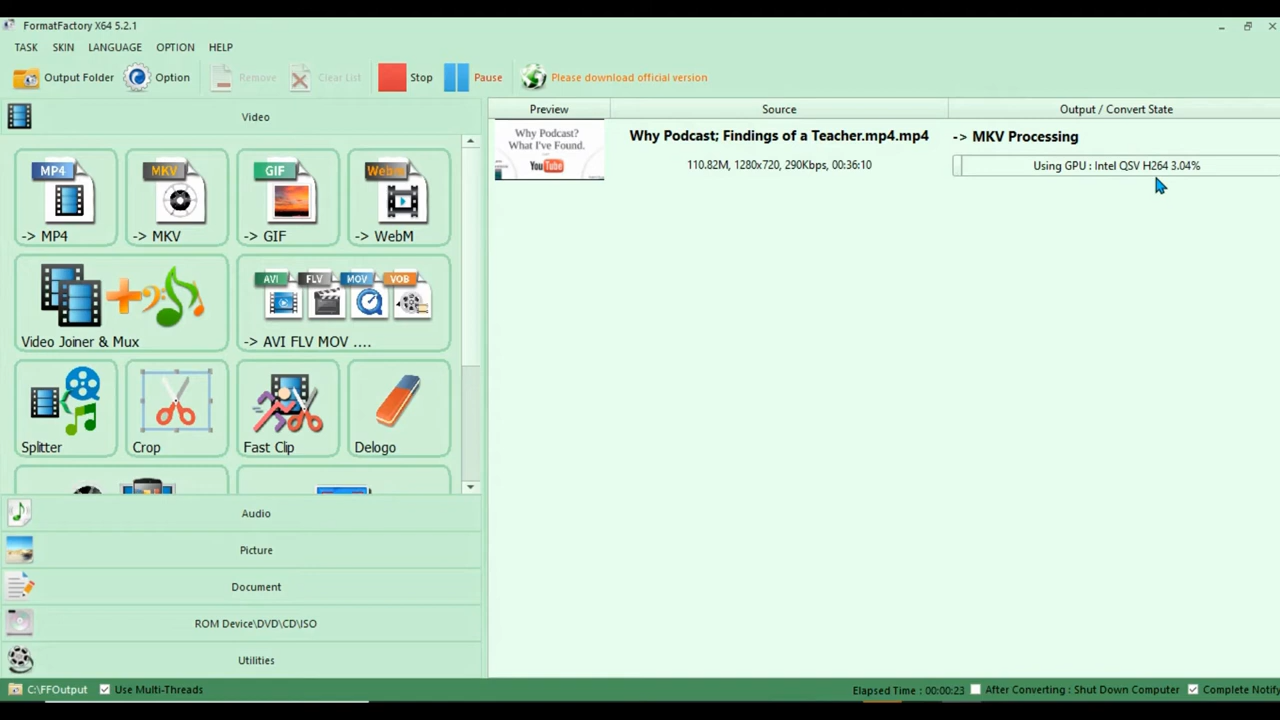 FormatFactory X64 5.2.1
TASK SKIN LANGUAGE OPTION HELP
Output Folder Option Remove Clear List Stop Pause Please download official version
Video
MP4 MKV GIF WebM
-> MP4 -> MKV -> GIF -> WebM
AVI FLV MOV VOB
Video Joiner & Mux -> AVI FLV MOV ....
Splitter Crop Fast Clip Delogo
Audio
Picture
Document
ROM Device\DVD\CD\ISO
Utilities
Preview Source Output / Convert State
Why Podcast?
What I've Found.
YouTube
Why Podcast; Findings of a Teacher.mp4.mp4 -> MKV Processing
110.82M, 1280x720, 290Kbps, 00:36:10 Using GPU : Intel QSV H264 3.04%
C:\FFOutput Use Multi-Threads Elapsed Time : 00:00:23 After Converting : Shut Down Computer Complete Notify